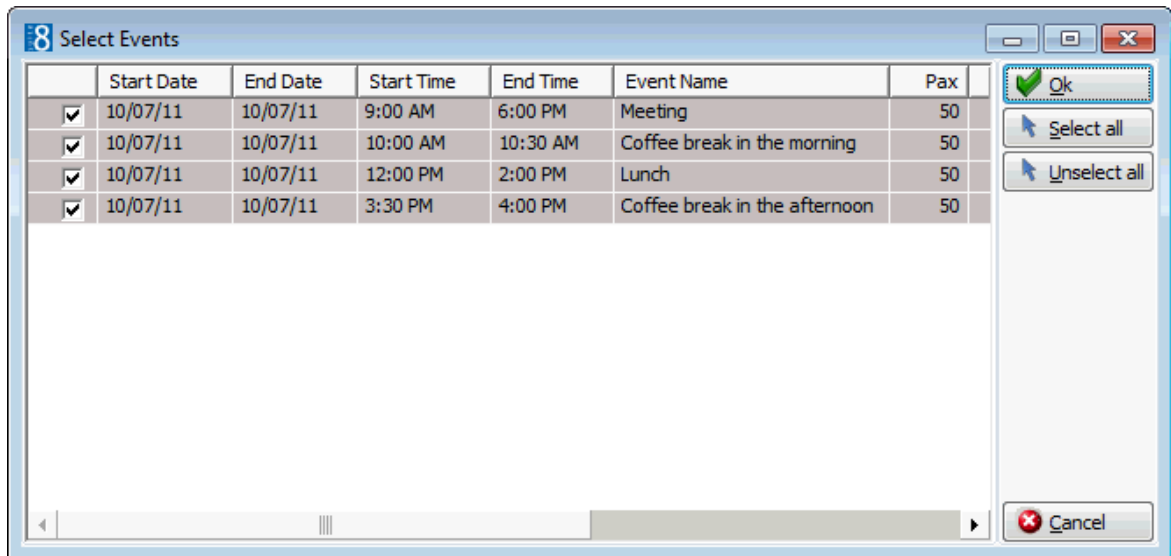 8 Select Events
Start Date End Date Start Time End Time Event Name Pax
10/07/11 10/07/11 9:00 AM 6:00 PM Meeting 50
10/07/11 10/07/11 10:00 AM 10:30 AM Coffee break in the morning 50
10/07/11 10/07/11 12:00 PM 2:00 PM Lunch 50
10/07/11 10/07/11 3:30 PM 4:00 PM Coffee break in the afternoon 50
Ok
Select all
Unselect all
Cancel